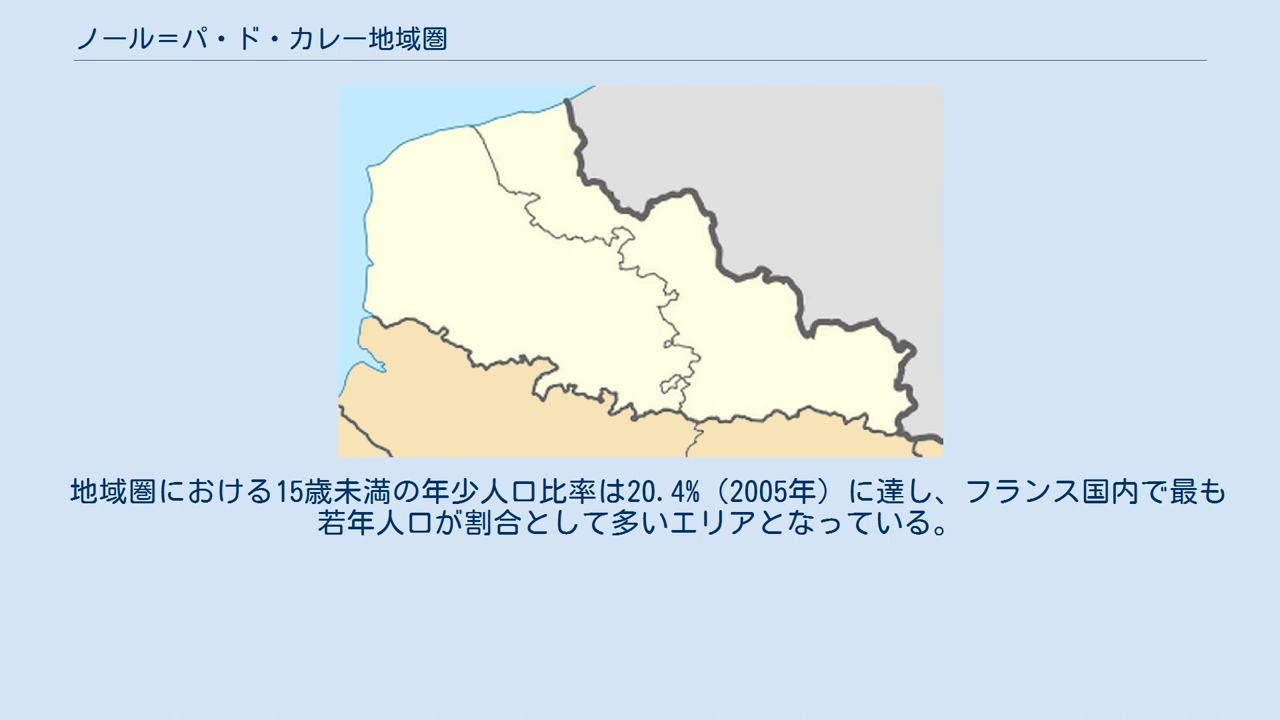 ノール＝パ・ド・カレー地域圏
地域圏における15歳未満の年少人口比率は20.4%（2005年）に達し、フランス国内で最も
若年人口が割合として多いエリアとなっている。